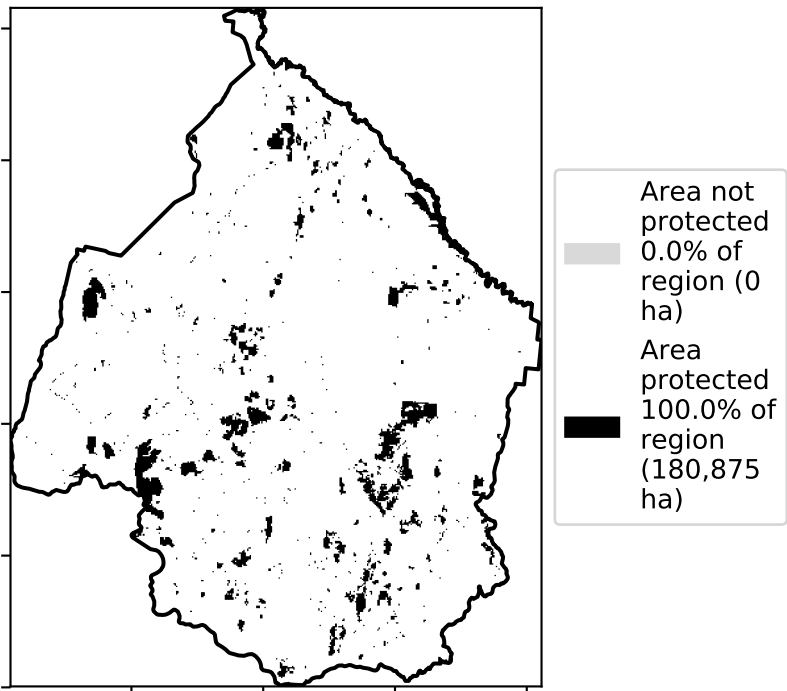 Area not
protected
0.0% of
region (0
ha)
Area
protected
100.0% of
region
(180,875
ha)